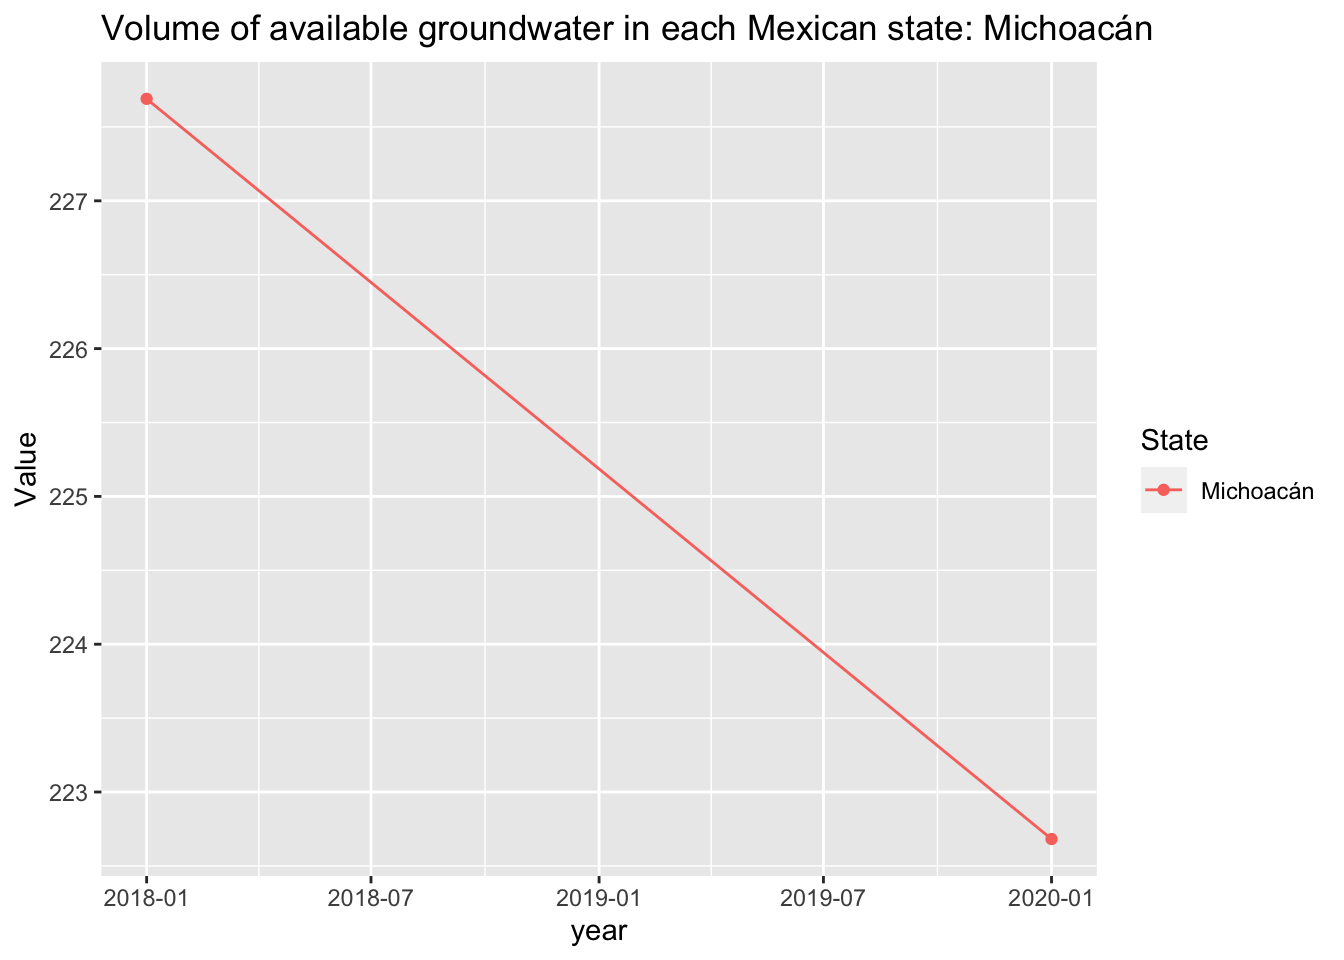 Volume of available groundwater in each Mexican state: Michoacán
227
226
225
224
223
Value
2018-01 2018-07 2019-01 2019-07 2020-01
year
State
Michoacán